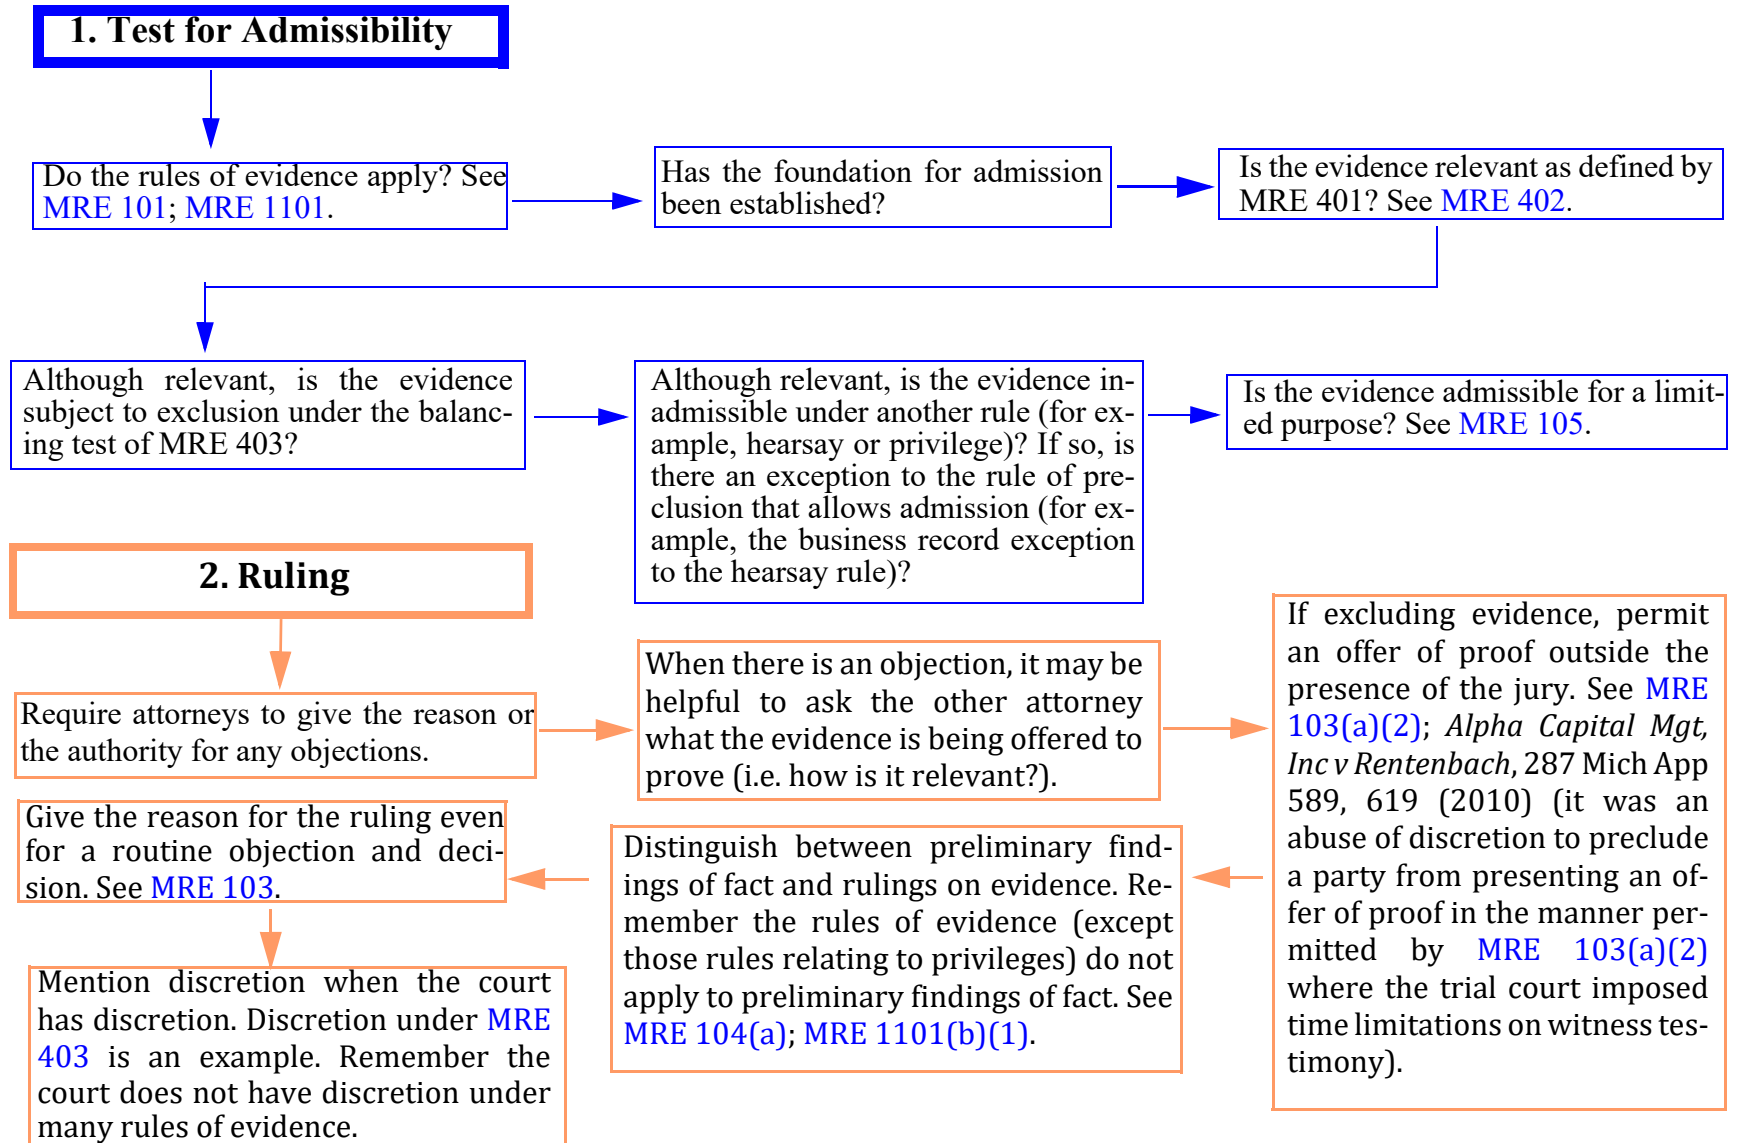 1. Test for Admissibility
Do the rules of evidence apply? See
MRE 101; MRE 1101.
Has the foundation for admission
been established?
Is the evidence relevant as defined by
MRE 401? See MRE 402.
Although relevant, is the evidence
subject to exclusion under the balanc-
ing test of MRE 403?
Although relevant, is the evidence in-
admissible under another rule (for ex-
ample, hearsay or privilege)? If so, is
there an exception to the rule of pre-
clusion that allows admission (for ex-
ample, the business record exception
to the hearsay rule)?
Is the evidence admissible for a limit-
ed purpose? See MRE 105.
2. Ruling
Require attorneys to give the reason or
the authority for any objections.
When there is an objection, it may be
helpful to ask the other attorney
what the evidence is being offered to
prove (i.e. how is it relevant?).
If excluding evidence, permit
an offer of proof outside the
presence of the jury. See MRE
103(a)(2); Alpha Capital Mgt,
Inc v Rentenbach, 287 Mich App
589, 619 (2010) (it was an
abuse of discretion to preclude
a party from presenting an of-
fer of proof in the manner per-
mitted by MRE 103(a)(2)
where the trial court imposed
time limitations on witness tes-
timony).
Distinguish between preliminary find-
ings of fact and rulings on evidence. Re-
member the rules of evidence (except
those rules relating to privileges) do not
apply to preliminary findings of fact. See
MRE 104(a); MRE 1101(b)(1).
Give the reason for the ruling even
for a routine objection and deci-
sion. See MRE 103.
Mention discretion when the court
has discretion. Discretion under MRE
403 is an example. Remember the
court does not have discretion under
many rules of evidence.